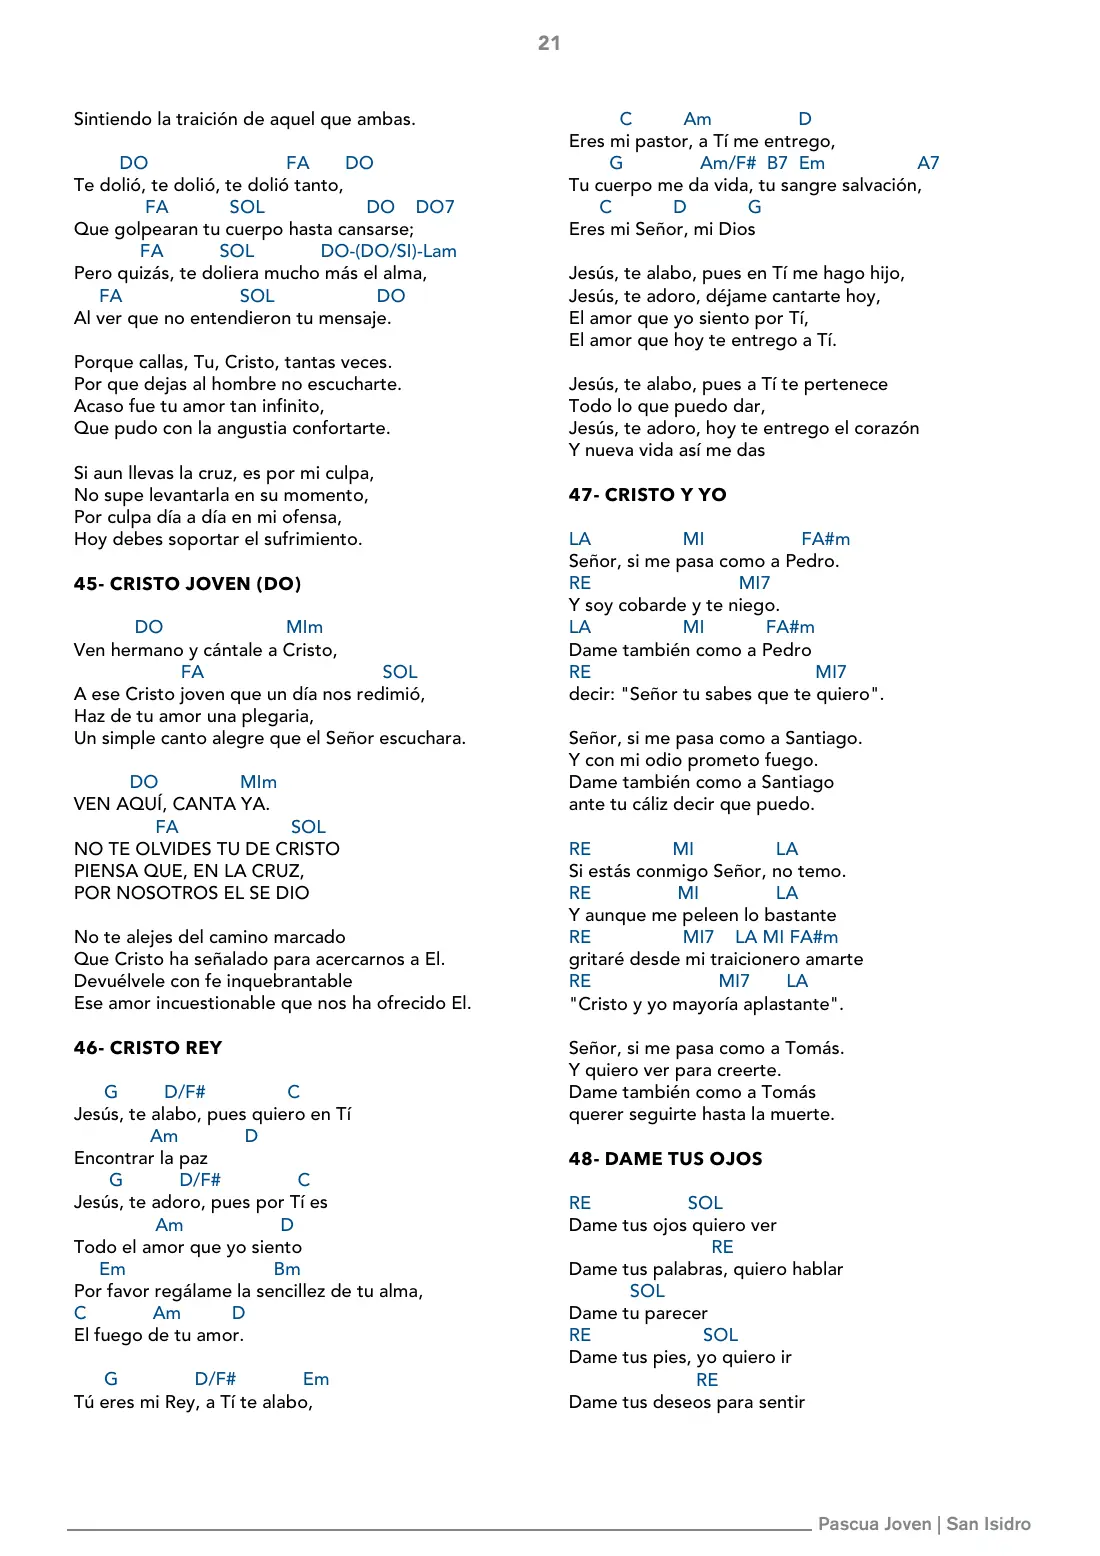 21
Sintiendo la traición de aquel que ambas.
DO FA DO
Te dolió, te dolió, te dolió tanto,
FA SOL DO DO7
Que golpearan tu cuerpo hasta cansarse;
FA SOL DO-(DO/SI)-Lam
Pero quizás, te doliera mucho más el alma,
FA SOL DO
Al ver que no entendieron tu mensaje.
Porque callas, Tu, Cristo, tantas veces.
Por que dejas al hombre no escucharte.
Acaso fue tu amor tan infinito,
Que pudo con la angustia confortarte.
Si aun llevas la cruz, es por mi culpa,
No supe levantarla en su momento,
Por culpa día a día en mi ofensa,
Hoy debes soportar el sufrimiento.
45- CRISTO JOVEN (DO)
DO MIm
Ven hermano y cántale a Cristo,
FA SOL
A ese Cristo joven que un día nos redimió,
Haz de tu amor una plegaria,
Un simple canto alegre que el Señor escuchara.
DO MIm
VEN AQUÍ, CANTA YA.
FA SOL
NO TE OLVIDES TU DE CRISTO
PIENSA QUE, EN LA CRUZ,
POR NOSOTROS EL SE DIO
No te alejes del camino marcado
Que Cristo ha señalado para acercarnos a El.
Devuélvele con fe inquebrantable
Ese amor incuestionable que nos ha ofrecido El.
46- CRISTO REY
G D/F# C
Jesús, te alabo, pues quiero en Tí
Am D
Encontrar la paz
G D/F# C
Jesús, te adoro, pues por Tí es
Am D
Todo el amor que yo siento
Em Bm
Por favor regálame la sencillez de tu alma,
C Am D
El fuego de tu amor.
G D/F# Em
Tú eres mi Rey, a Tí te alabo,
C Am D
Eres mi pastor, a Tí me entrego,
G Am/F# B7 Em A7
Tu cuerpo me da vida, tu sangre salvación,
C D G
Eres mi Señor, mi Dios
Jesús, te alabo, pues en Tí me hago hijo,
Jesús, te adoro, déjame cantarte hoy,
El amor que yo siento por Tí,
El amor que hoy te entrego a Tí.
Jesús, te alabo, pues a Tí te pertenece
Todo lo que puedo dar,
Jesús, te adoro, hoy te entrego el corazón
Y nueva vida así me das
47- CRISTO Y YO
LA MI FA#m
Señor, si me pasa como a Pedro.
RE MI7
Y soy cobarde y te niego.
LA MI FA#m
Dame también como a Pedro
RE MI7
decir: "Señor tu sabes que te quiero".
Señor, si me pasa como a Santiago.
Y con mi odio prometo fuego.
Dame también como a Santiago
ante tu cáliz decir que puedo.
RE MI LA
Si estás conmigo Señor, no temo.
RE MI LA
Y aunque me peleen lo bastante
RE MI7 LA MI FA#m
gritaré desde mi traicionero amarte
RE MI7 LA
"Cristo y yo mayoría aplastante".
Señor, si me pasa como a Tomás.
Y quiero ver para creerte.
Dame también como a Tomás
querer seguirte hasta la muerte.
48- DAME TUS OJOS
RE SOL
Dame tus ojos quiero ver
RE
Dame tus palabras, quiero hablar
SOL
Dame tu parecer
RE SOL
Dame tus pies, yo quiero ir
RE
Dame tus deseos para sentir
Pascua Joven | San Isidro